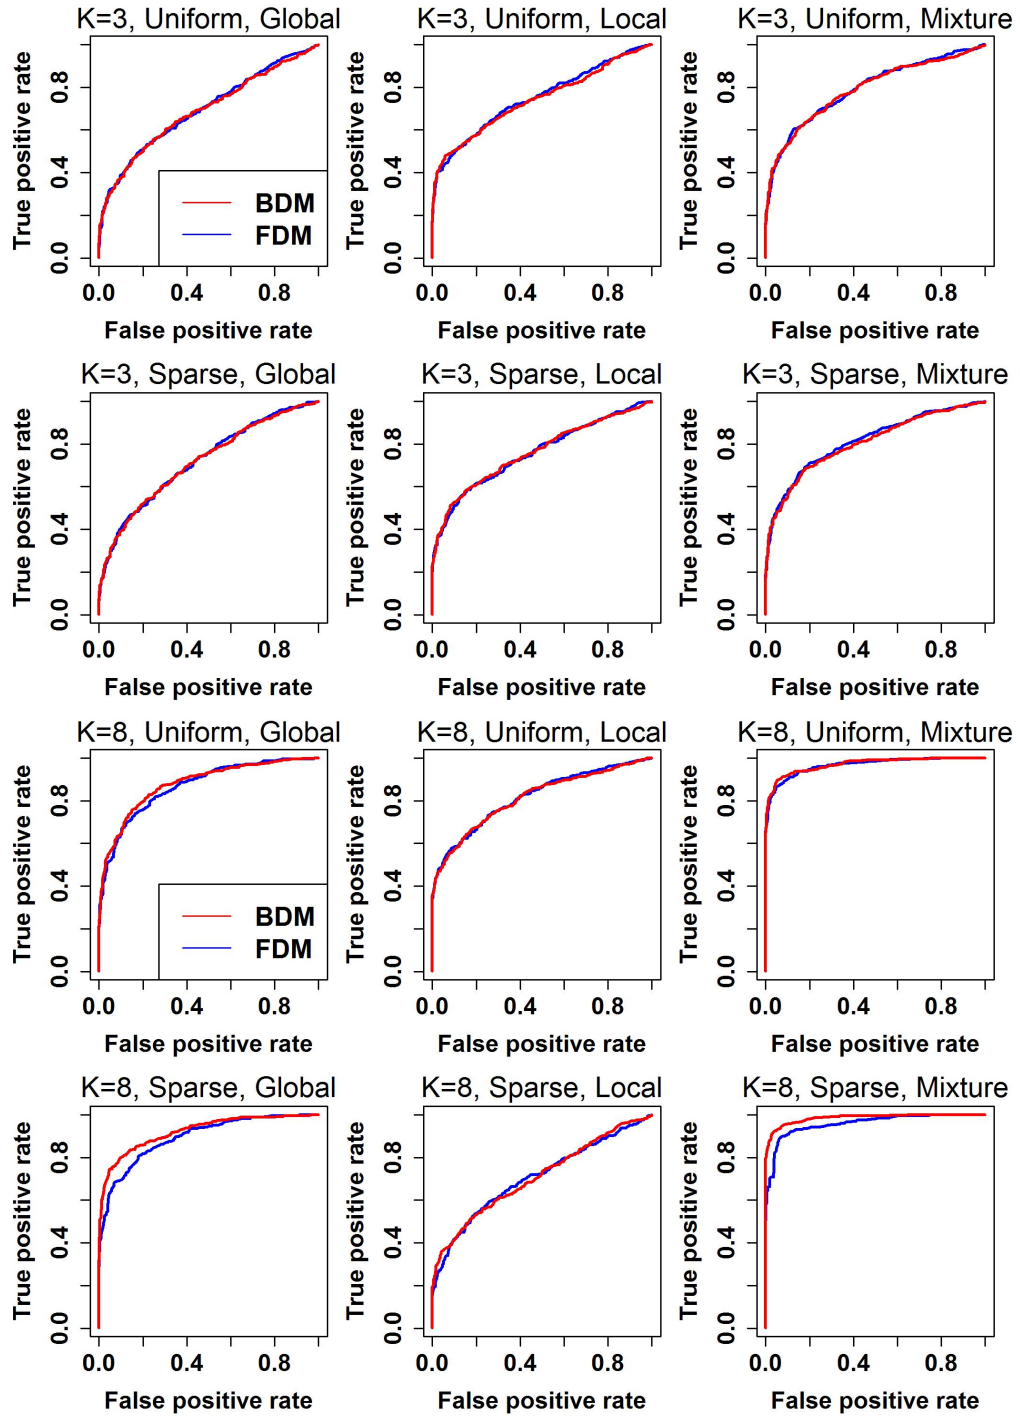 K=3, Uniform, Global
K=3, Uniform, Local
K=3, Uniform, Mixture
True positive rate
0.0 0.4 0.8
BDM
FDM
0.0 0.4 0.8
False positive rate
True positive rate
0.0 0.4 0.8
0.0 0.4 0.8
False positive rate
True positive rate
0.0 0.4 0.8
0.0 0.4 0.8
False positive rate
K=3, Sparse, Global
K=3, Sparse, Local
K=3, Sparse, Mixture
True positive rate
0.0 0.4 0.8
0.0 0.4 0.8
False positive rate
True positive rate
0.0 0.4 0.8
0.0 0.4 0.8
False positive rate
True positive rate
0.0 0.4 0.8
0.0 0.4 0.8
False positive rate
K=8, Uniform, Global
K=8, Uniform, Local
K=8, Uniform, Mixture
True positive rate
0.0 0.4 0.8
BDM
FDM
0.0 0.4 0.8
False positive rate
True positive rate
0.0 0.4 0.8
0.0 0.4 0.8
False positive rate
True positive rate
0.0 0.4 0.8
0.0 0.4 0.8
False positive rate
K=8, Sparse, Global
K=8, Sparse, Local
K=8, Sparse, Mixture
True positive rate
0.0 0.4 0.8
0.0 0.4 0.8
False positive rate
True positive rate
0.0 0.4 0.8
0.0 0.4 0.8
False positive rate
True positive rate
0.0 0.4 0.8
0.0 0.4 0.8
False positive rate